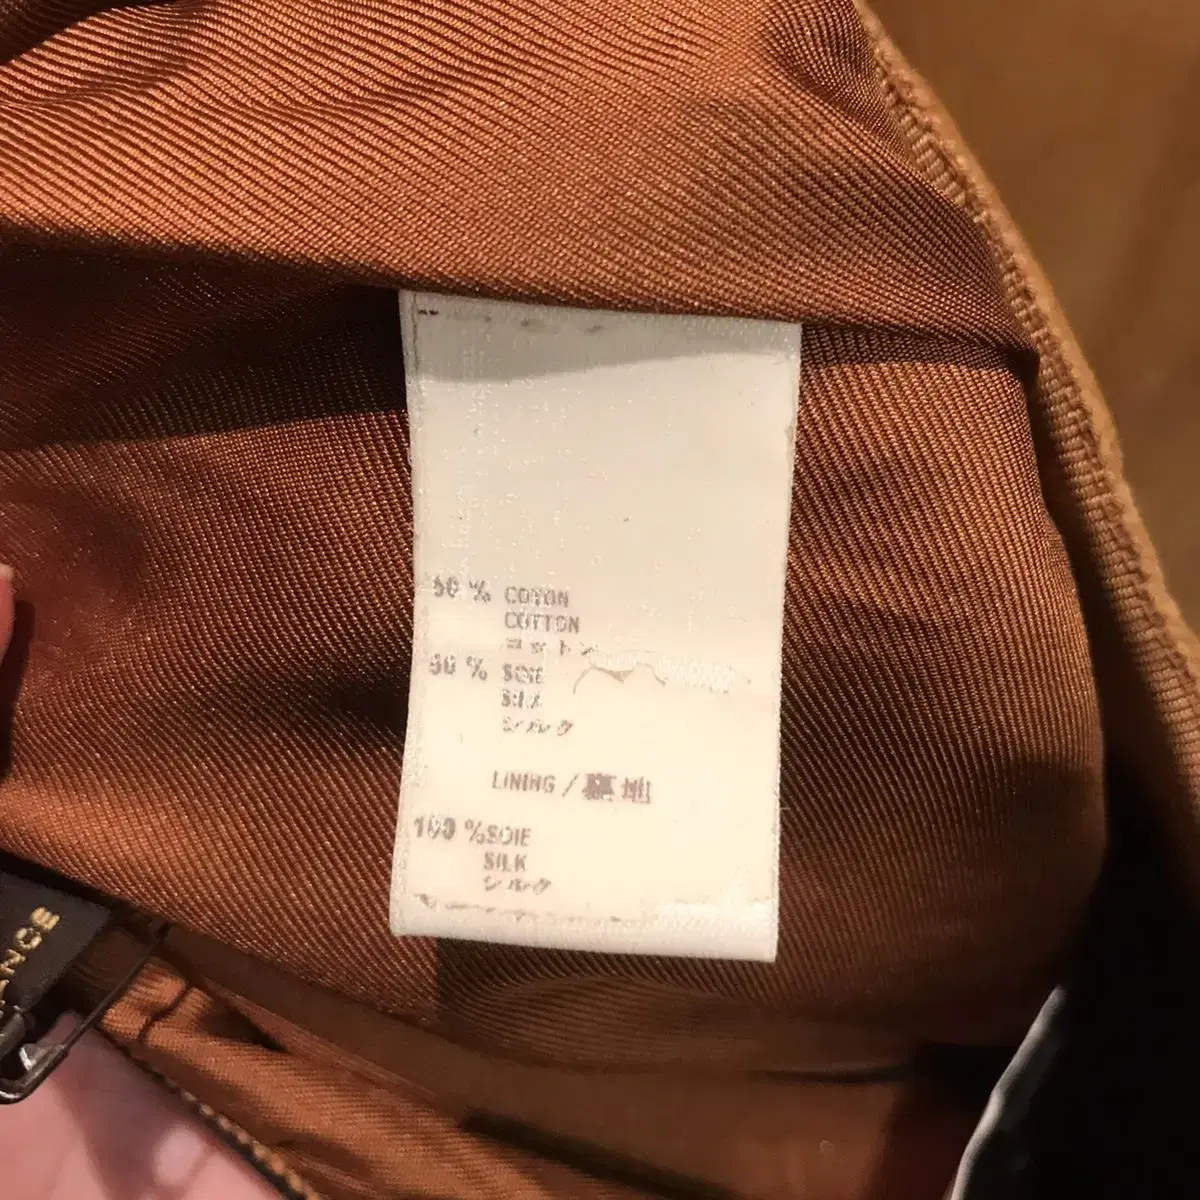 50 % COTON
COTTON
コットン
50 % SOIE
SILK
シルク
LINING / 裏地
100 % SOIE
SILK
シルク
ANCE